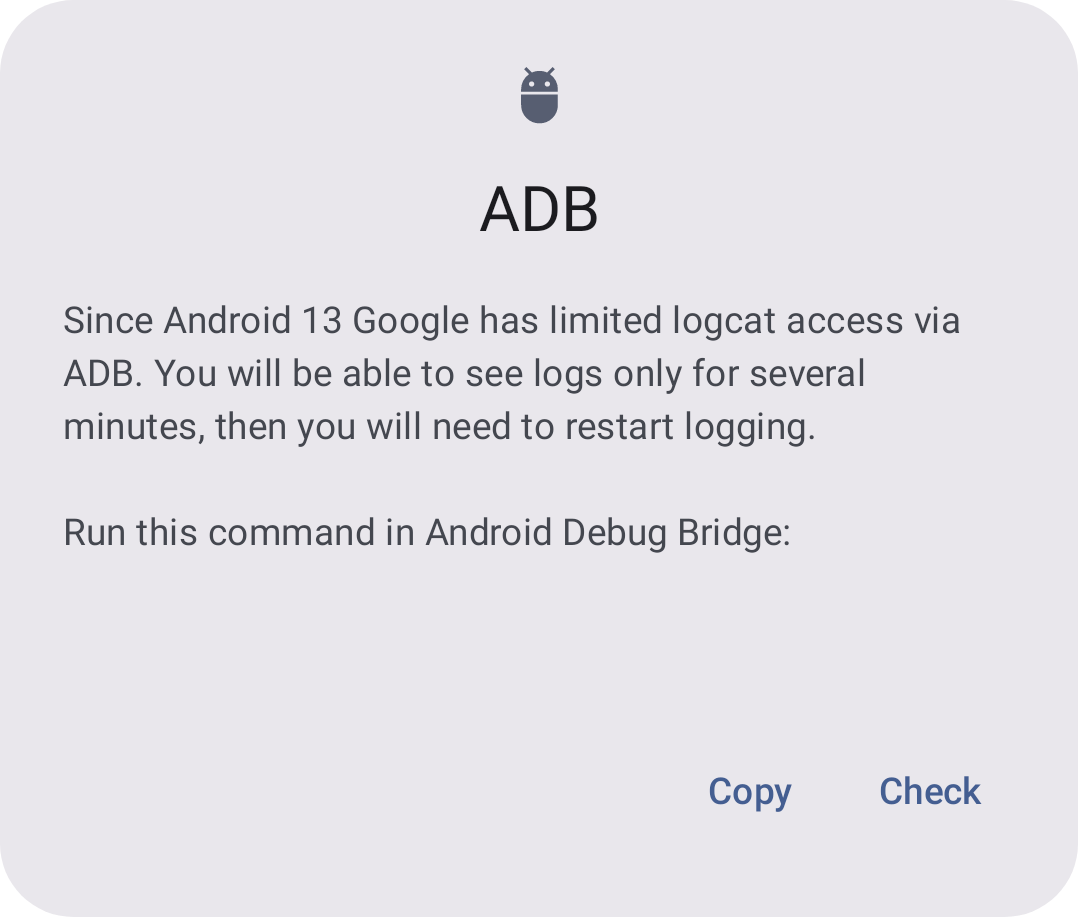 ADB
Since Android 13 Google has limited logcat access via
ADB. You will be able to see logs only for several
minutes, then you will need to restart logging.
Run this command in Android Debug Bridge:
Copy Check